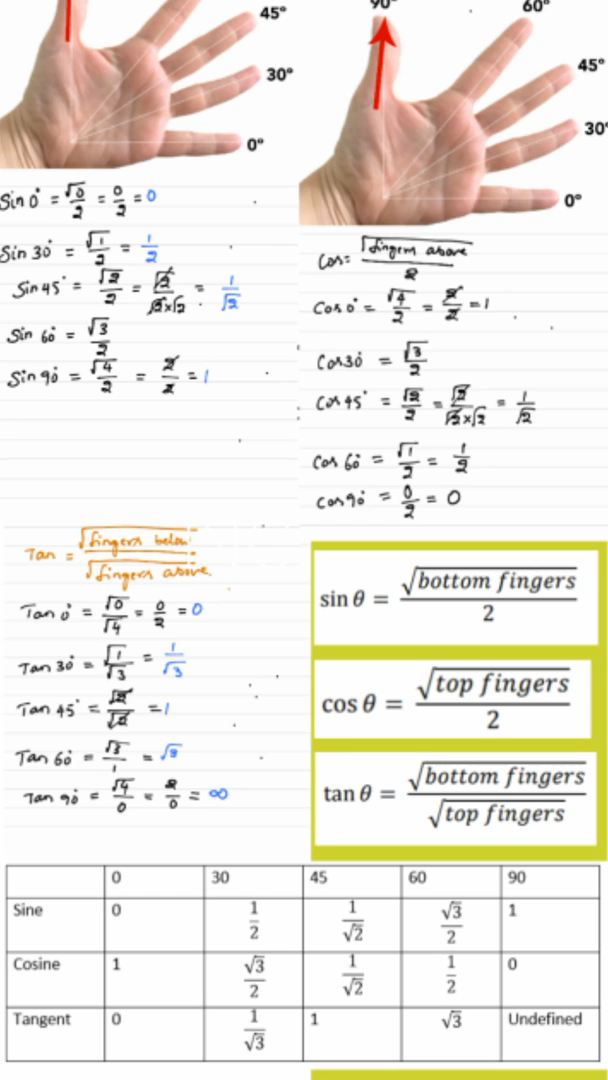 45°
30°
0°
90°
60°
45°
30°
0°
Sin 0° = √0/2 = 0/2 = 0
Sin 30° = √1/2 = 1/2
Sin 45° = √2/2 = √2/√2×√2 = 1/√2
Sin 60° = √3/2
Sin 90° = √4/2 = 2/2 = 1
Cos = √fingers above/2
Cos 0° = √4/2 = 2/2 = 1
Cos 30° = √3/2
Cos 45° = √2/2 = √2/√2×√2 = 1/√2
Cos 60° = √1/2 = 1/2
Cos 90° = 0/2 = 0
Tan = √fingers below/√fingers above.
Tan 0° = √0/√4 = 0/2 = 0
Tan 30° = √1/√3 = 1/√3
Tan 45° = √2/√2 = 1
Tan 60° = √3/1 = √3
Tan 90° = √4/0 = 2/0 = ∞
sin θ = √bottom fingers/2
cos θ = √top fingers/2
tan θ = √bottom fingers/√top fingers
0 30 45 60 90
Sine 0 1/2 1/√2 √3/2 1
Cosine 1 √3/2 1/√2 1/2 0
Tangent 0 1/√3 1 √3 Undefined